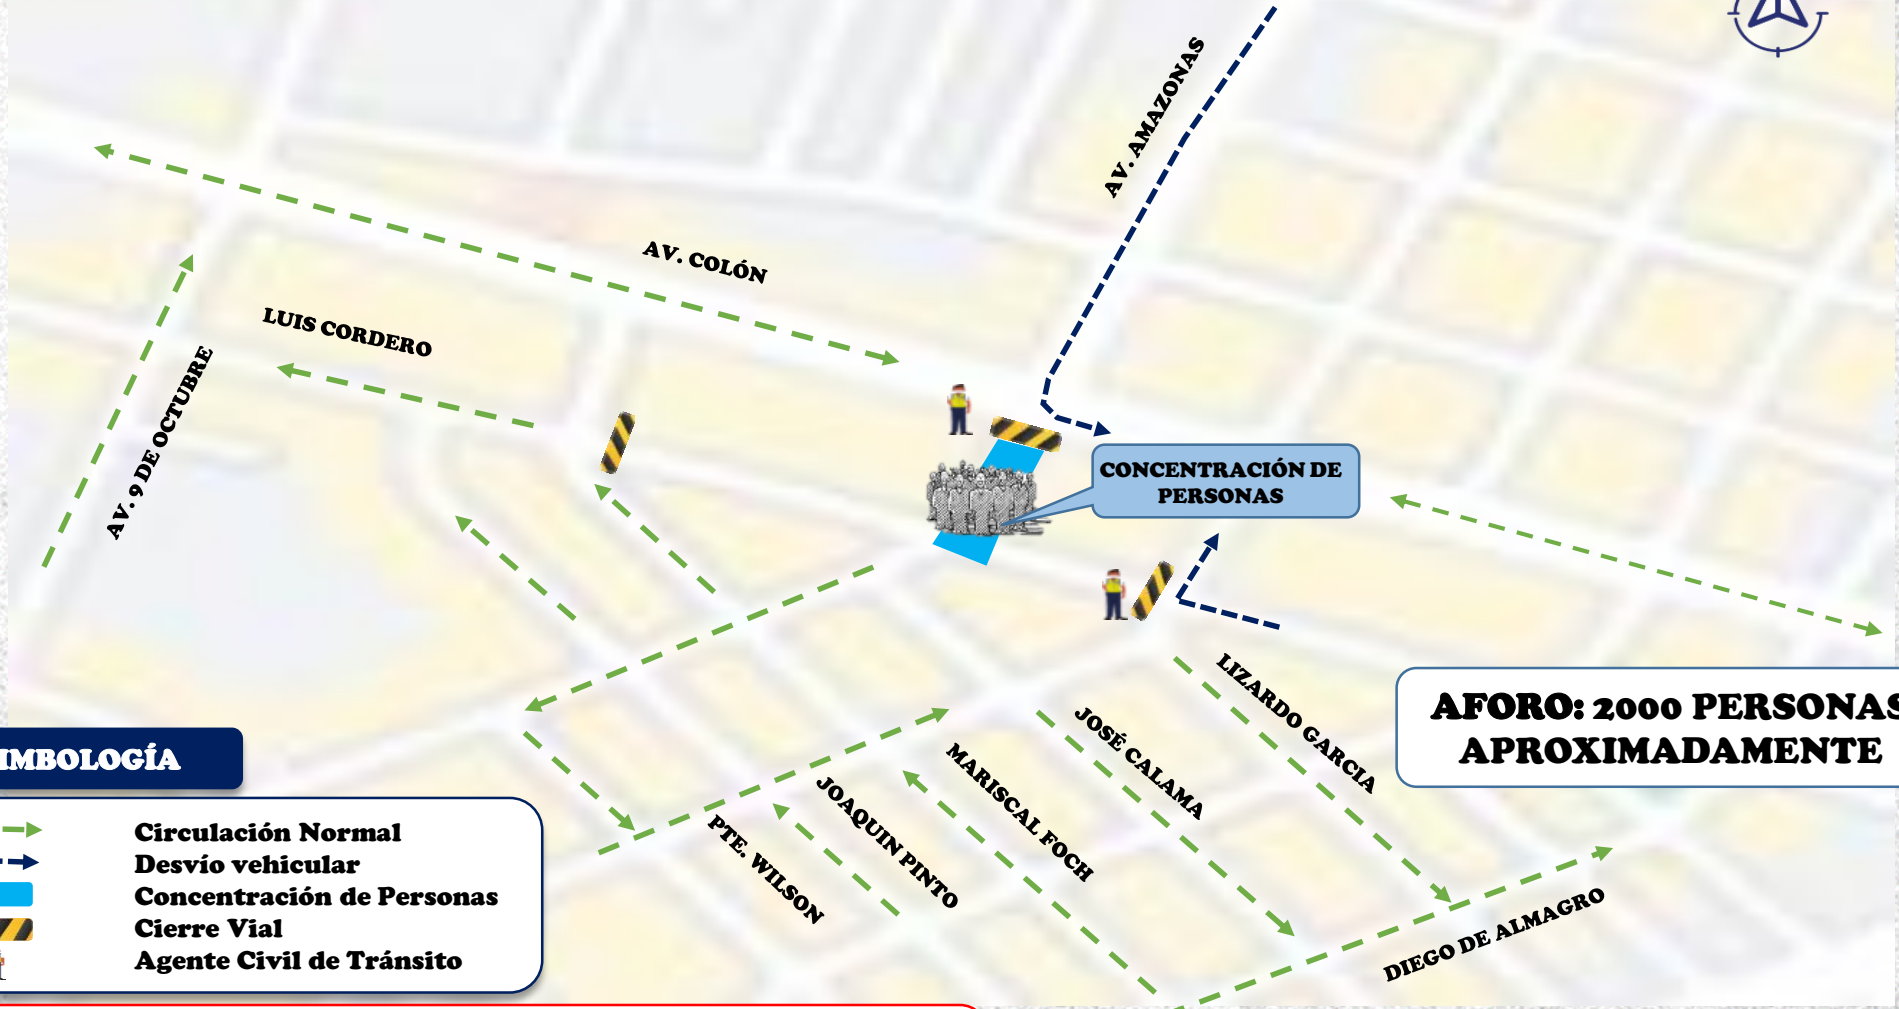 AV. AMAZONAS
AV. COLÓN
LUIS CORDERO
AV. 9 DE OCTUBRE
CONCENTRACIÓN DE
PERSONAS
LIZARDO GARCIA
JOSÉ CALAMA
MARISCAL FOCH
JOAQUIN PINTO
PTE. WILSON
DIEGO DE ALMAGRO
AFORO: 2000 PERSONAS
APROXIMADAMENTE
IMBOLOGÍA
Circulación Normal
Desvío vehicular
Concentración de Personas
Cierre Vial
Agente Civil de Tránsito